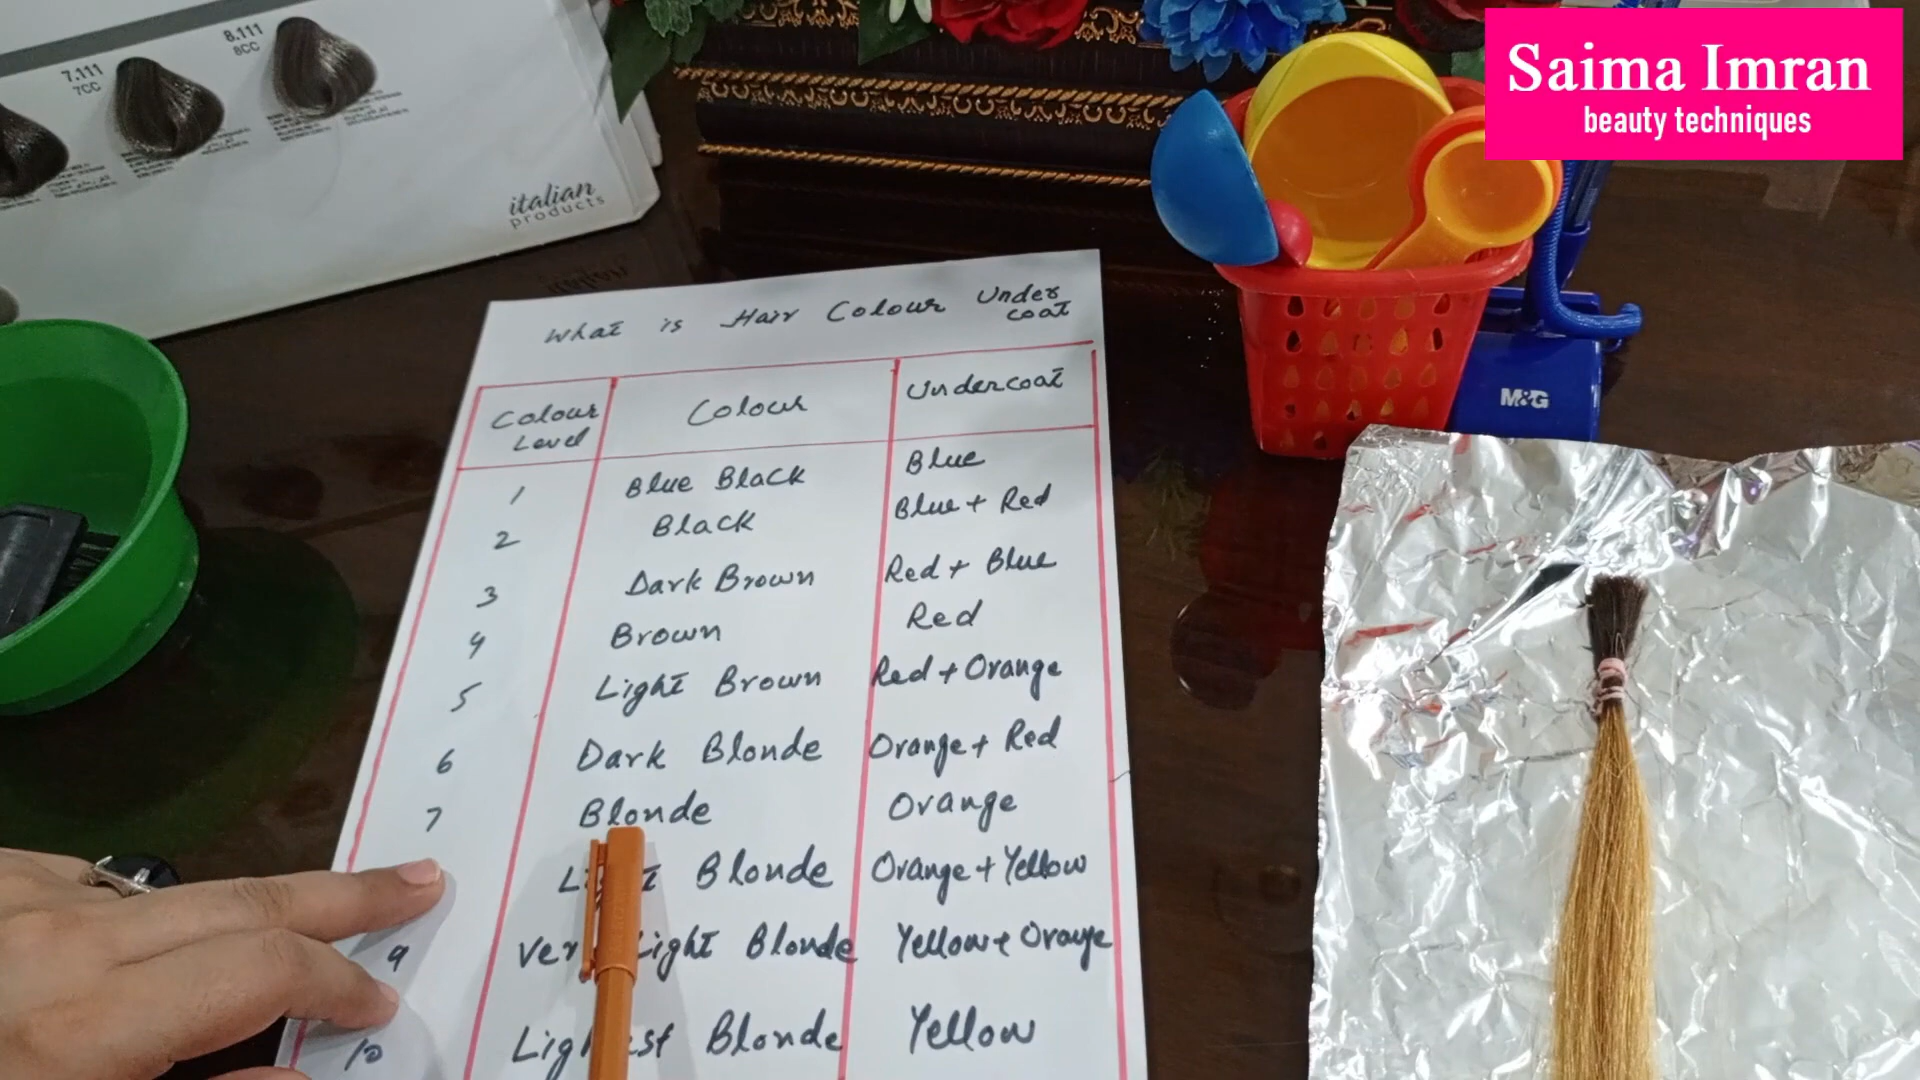 8.111
8CC
7.111
7CC
italian
products
Saima Imran
beauty techniques
M&G
What is Hair Colour Under coat
Colour Level Colour Undercoat
1 Blue Black Blue
2 Black Blue + Red
3 Dark Brown Red + Blue
4 Brown Red
5 Light Brown Red + Orange
6 Dark Blonde Orange + Red
7 Blonde Orange
Blonde Orange + Yellow
9 Light Blonde Yellow + Orange
10 Blonde Yellow